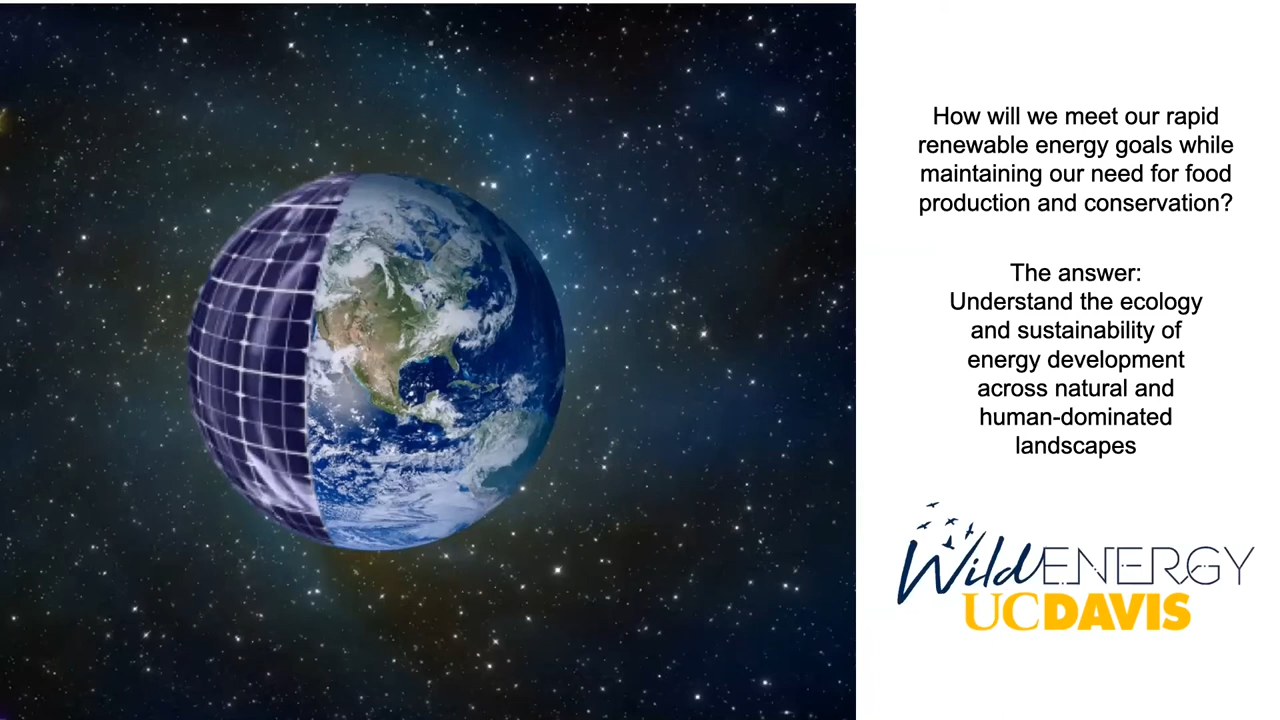 How will we meet our rapid
renewable energy goals while
maintaining our need for food
production and conservation?
The answer:
Understand the ecology
and sustainability of
energy development
across natural and
human-dominated
landscapes
WildENERGY
UCDAVIS